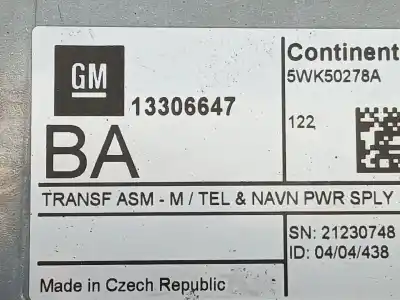 GM
13306647
BA
Continent
5WK50278A
122
TRANSF ASM - M / TEL & NAVN PWR SPLY
SN: 21230748
ID: 04/04/438
Made in Czech Republic